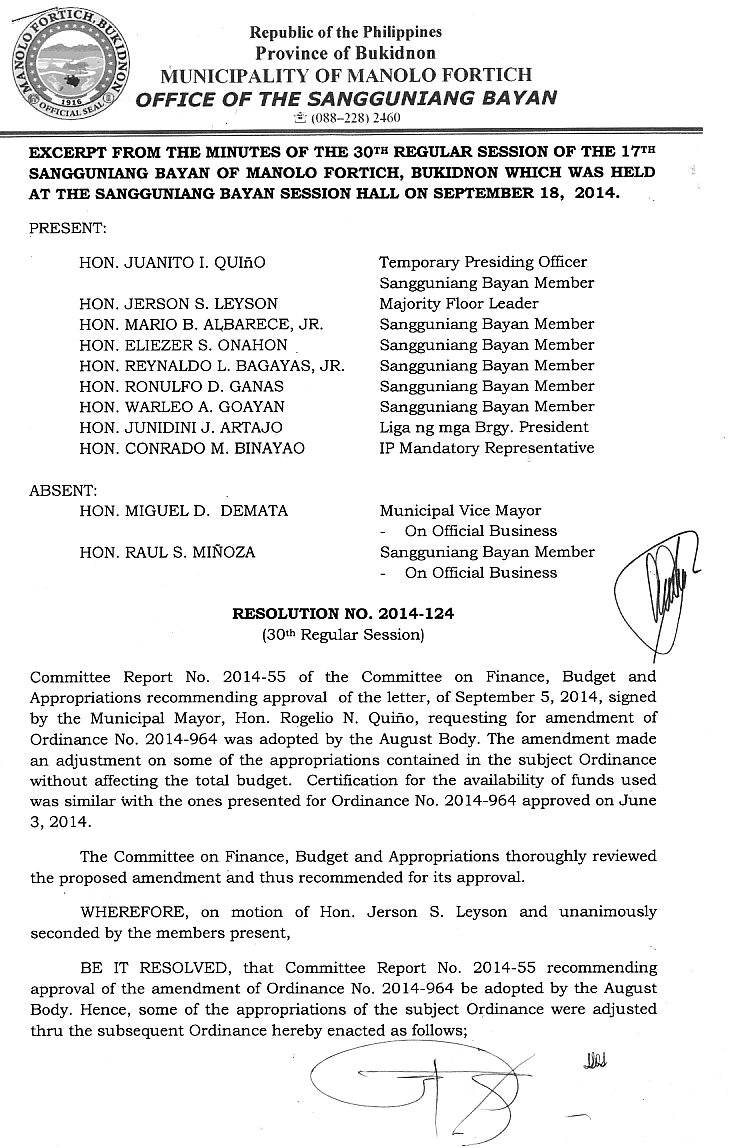 MANOLO FORTICH, BUKIDNON
1916
OFFICIAL SEAL
Republic of the Philippines
Province of Bukidnon
MUNICIPALITY OF MANOLO FORTICH
OFFICE OF THE SANGGUNIANG BAYAN
☏ (088–228) 2460
EXCERPT FROM THE MINUTES OF THE 30TH REGULAR SESSION OF THE 17TH
SANGGUNIANG BAYAN OF MANOLO FORTICH, BUKIDNON WHICH WAS HELD
AT THE SANGGUNIANG BAYAN SESSION HALL ON SEPTEMBER 18, 2014.
PRESENT:
HON. JUANITO I. QUIñO Temporary Presiding Officer
Sangguniang Bayan Member
HON. JERSON S. LEYSON Majority Floor Leader
HON. MARIO B. ALBARECE, JR. Sangguniang Bayan Member
HON. ELIEZER S. ONAHON Sangguniang Bayan Member
HON. REYNALDO L. BAGAYAS, JR. Sangguniang Bayan Member
HON. RONULFO D. GANAS Sangguniang Bayan Member
HON. WARLEO A. GOAYAN Sangguniang Bayan Member
HON. JUNIDINI J. ARTAJO Liga ng mga Brgy. President
HON. CONRADO M. BINAYAO IP Mandatory Representative
ABSENT:
HON. MIGUEL D. DEMATA Municipal Vice Mayor
- On Official Business
HON. RAUL S. MIÑOZA Sangguniang Bayan Member
- On Official Business
RESOLUTION NO. 2014-124
(30th Regular Session)
Committee Report No. 2014-55 of the Committee on Finance, Budget and
Appropriations recommending approval of the letter, of September 5, 2014, signed
by the Municipal Mayor, Hon. Rogelio N. Quiño, requesting for amendment of
Ordinance No. 2014-964 was adopted by the August Body. The amendment made
an adjustment on some of the appropriations contained in the subject Ordinance
without affecting the total budget. Certification for the availability of funds used
was similar with the ones presented for Ordinance No. 2014-964 approved on June
3, 2014.
The Committee on Finance, Budget and Appropriations thoroughly reviewed
the proposed amendment and thus recommended for its approval.
WHEREFORE, on motion of Hon. Jerson S. Leyson and unanimously
seconded by the members present,
BE IT RESOLVED, that Committee Report No. 2014-55 recommending
approval of the amendment of Ordinance No. 2014-964 be adopted by the August
Body. Hence, some of the appropriations of the subject Ordinance were adjusted
thru the subsequent Ordinance hereby enacted as follows;